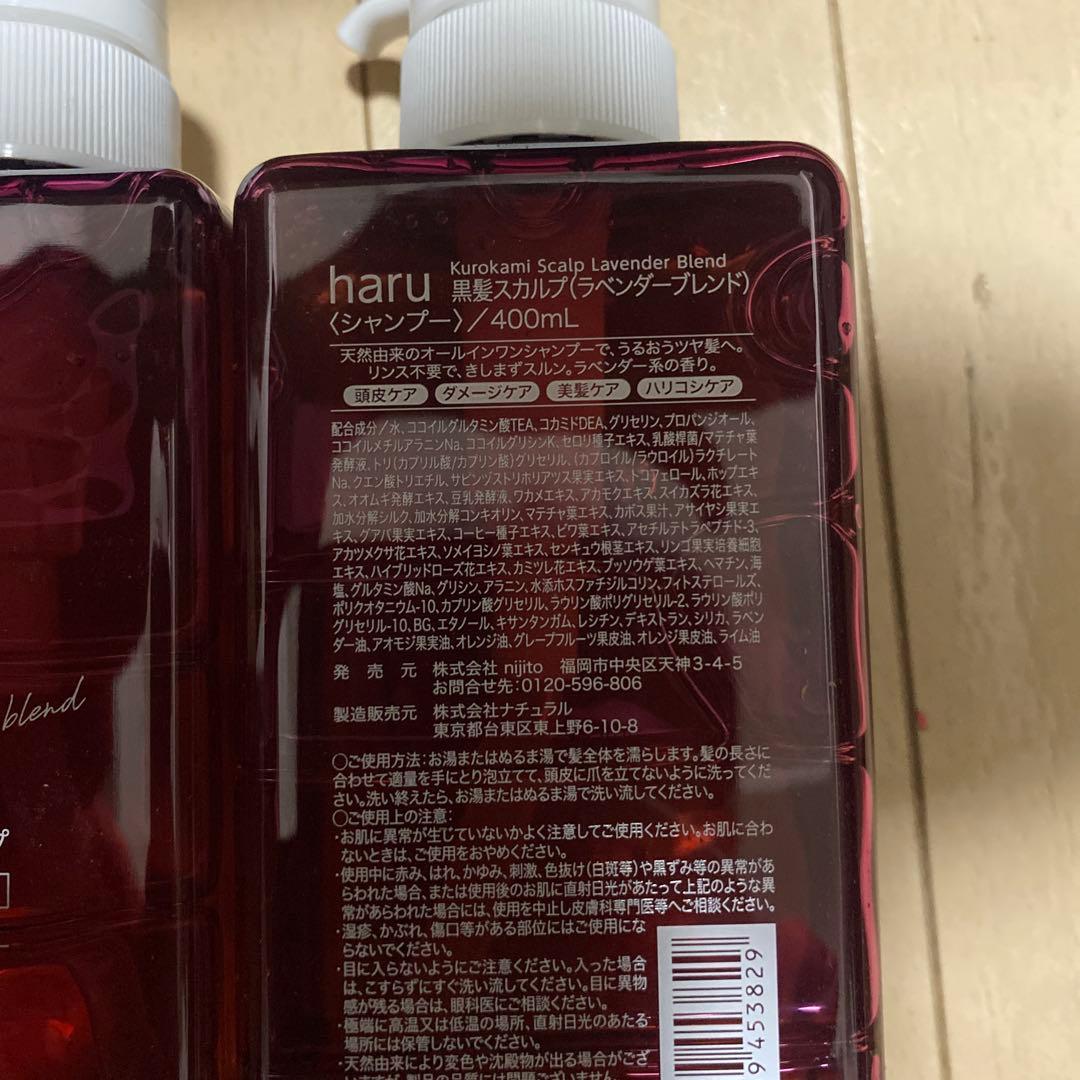 haru
Kurokami Scalp Lavender Blend
黒髪スカルプ(ラベンダーブレンド)
〈シャンプー〉/400mL
天然由来のオールインワンシャンプーで、うるおうツヤ髪へ。
リンス不要で、きしまずスルン。ラベンダー系の香り。
頭皮ケア ダメージケア 美髪ケア ハリコシケア
配合成分/水、ココイルグルタミン酸TEA、コカミドDEA、グリセリン、プロパンジオール、
ココイルメチルアラニンNa、ココイルグリシンK、セロリ種子エキス、乳酸桿菌/マテチャ葉
発酵液、トリ(カプリル酸/カプリン酸)グリセリル、(カプロイル/ラウロイル)ラクチレート
Na、クエン酸トリエチル、サピンヅストリホリアツス果実エキス、トコフェロール、ホップエキ
ス、オオムギ発酵エキス、豆乳発酵液、ワカメエキス、アカモクエキス、スイカズラ花エキス、
加水分解シルク、加水分解コンキオリン、マテチャ葉エキス、カボス果汁、アサイヤシ果実エ
キス、グアバ果実エキス、コーヒー種子エキス、ビワ葉エキス、アセチルテトラペプチド-3、
アカツメクサ花エキス、ソメイヨシノ葉エキス、センキュウ根茎エキス、リンゴ果実培養細胞
エキス、ハイブリッドローズ花エキス、カミツレ花エキス、ブッソウゲ葉エキス、ヘマチン、海
塩、グルタミン酸Na、グリシン、アラニン、水添ホスファチジルコリン、フィトステロールズ、
ポリクオタニウム-10、カプリン酸グリセリル、ラウリン酸ポリグリセリル-2、ラウリン酸ポリ
グリセリル-10、BG、エタノール、キサンタンガム、レシチン、デキストラン、シリカ、ラベン
ダー油、アオモジ果実油、オレンジ油、グレープフルーツ果皮油、オレンジ果皮油、ライム油
発売元 株式会社 nijito 福岡市中央区天神3-4-5
お問合せ先:0120-596-806
製造販売元 株式会社ナチュラル
東京都台東区東上野6-10-8
〇ご使用方法:お湯またはぬるま湯で髪全体を濡らします。髪の長さに
合わせて適量を手にとり泡立てて、頭皮に爪を立てないように洗ってくだ
さい。洗い終えたら、お湯またはぬるま湯で洗い流してください。
〇ご使用上の注意:
・お肌に異常が生じていないかよく注意してご使用ください。お肌に合わ
ないときは、ご使用をおやめください。
・使用中に赤み、はれ、かゆみ、刺激、色抜け(白斑等)や黒ずみ等の異常があ
らわれた場合、または使用後のお肌に直射日光があたって上記のような異
常があらわれた場合には、使用を中止し皮膚科専門医等へご相談ください。
・湿疹、かぶれ、傷口等がある部位にはご使用にな
らないでください。
・目に入らないようにご注意ください。入った場合
は、こすらずにすぐ洗い流してください。目に異物
感が残る場合は、眼科医にご相談ください。
・極端に高温又は低温の場所、直射日光のあたる
場所には保管しないでください。
・天然由来により変色や沈殿物が出る場合がござ
いますが、製品の品質には問題ございません。
9453829
blend
プ